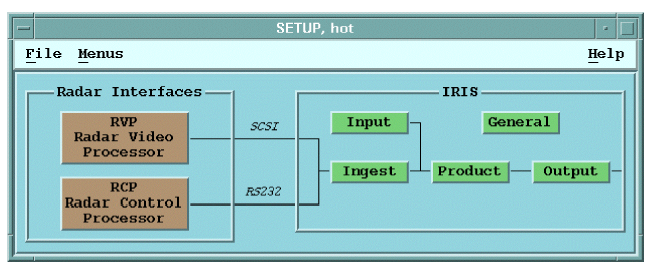 SETUP, hot
File Menus Help
Radar Interfaces
RVP
Radar Video
Processor
RCP
Radar Control
Processor
SCSI
RS232
IRIS
Input
General
Ingest
Product
Output